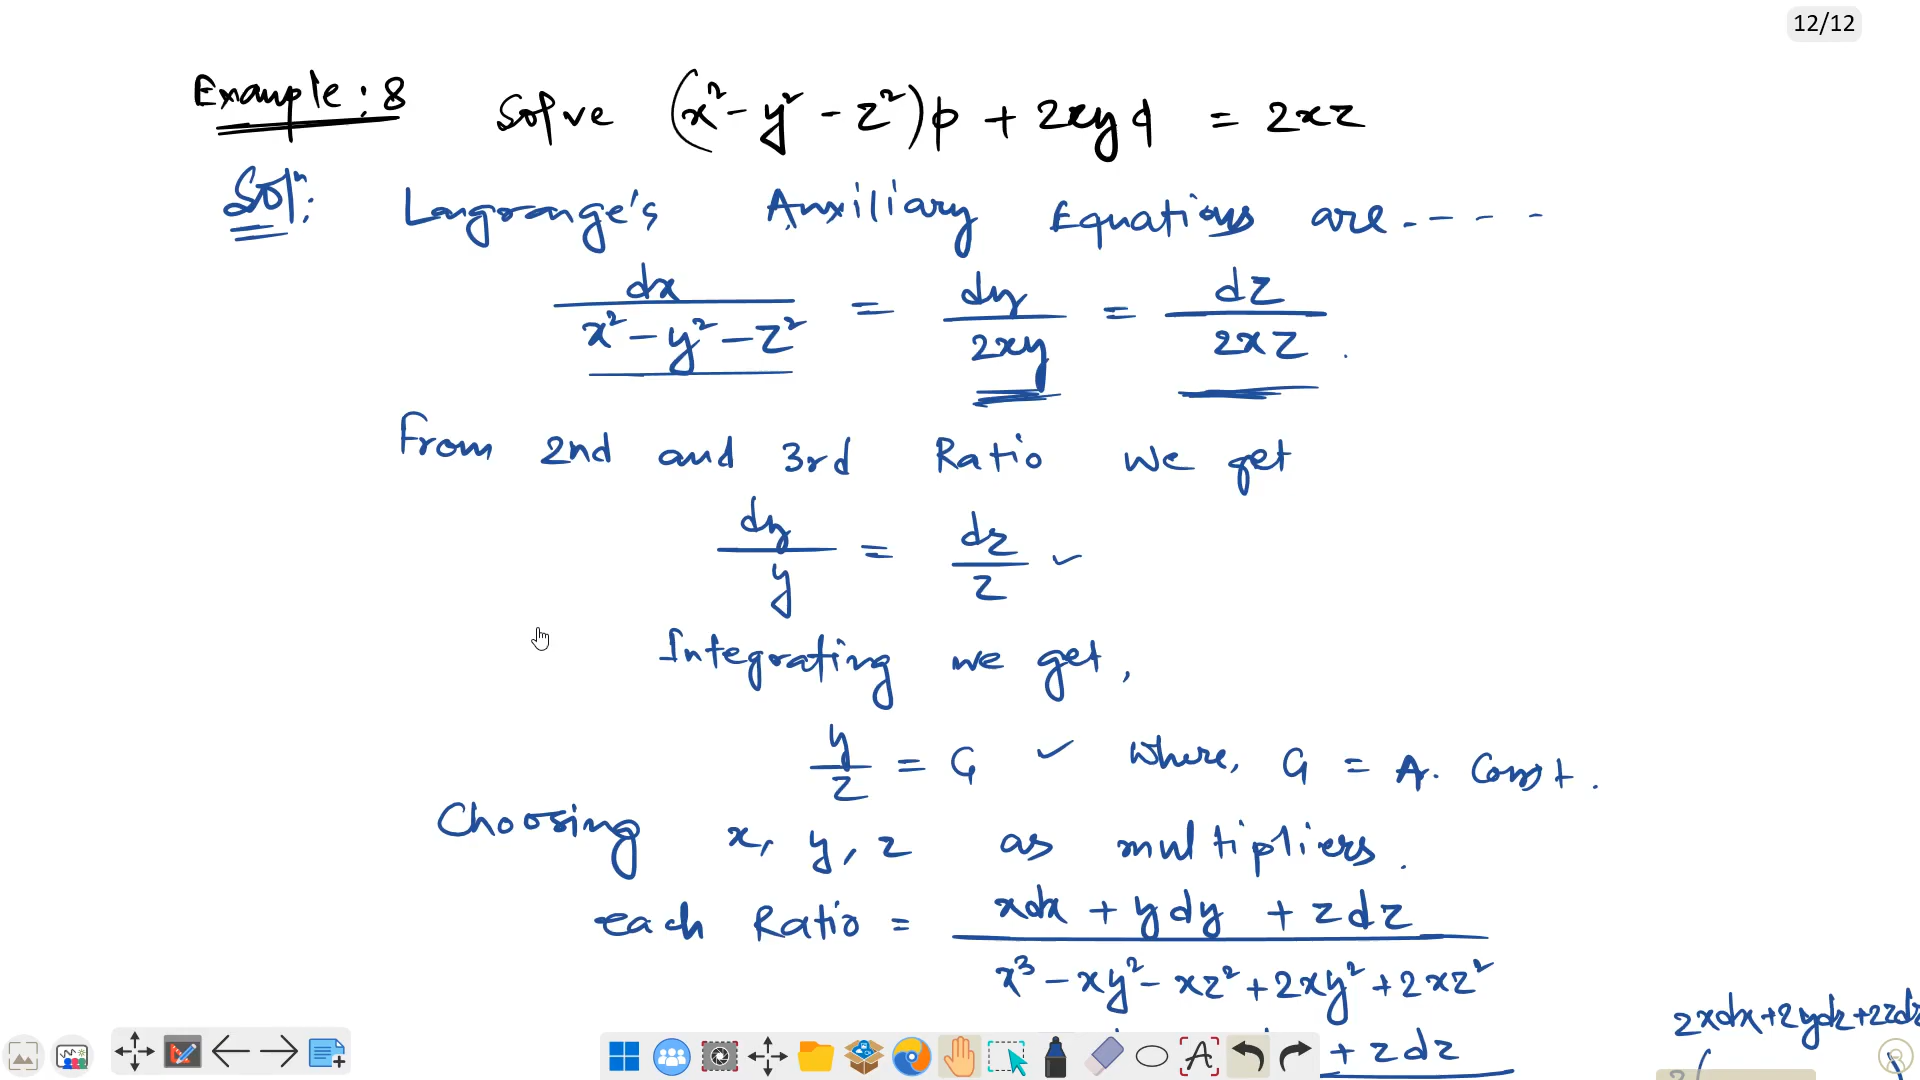 12/12
Example: 8 Solve (x² - y² - z²)p + 2xyq = 2xz
Solⁿ: Lagrange's Auxiliary Equations are - - - -
dx/(x² - y² - z²) = dy/2xy = dz/2xz .
From 2nd and 3rd Ratio We get
dy/y = dz/z ✓
Integrating we get,
y/z = C₁ ✓ Where, C₁ = A. Const.
Choosing x, y, z as multipliers.
each Ratio = (xdx + ydy + zdz)/(x³ - xy² - xz² + 2xy² + 2xz²)
2xdx+2ydy+2zdz
+ zdz